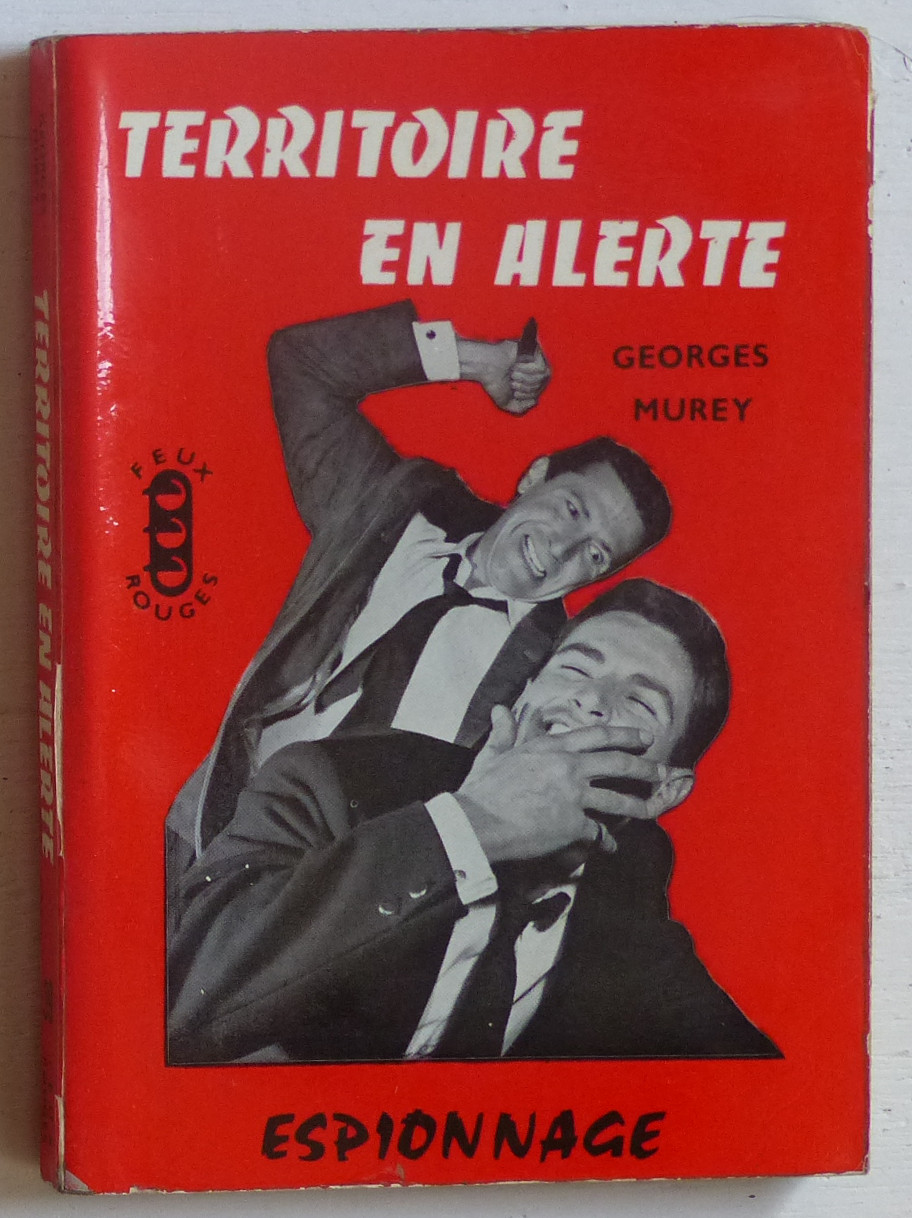 TERRITOIRE
EN ALERTE
GEORGES
MUREY
FEUX
ROUGES
ESPIONNAGE
TERRITOIRE EN ALERTE